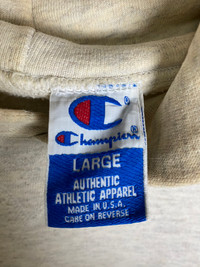 Champion
LARGE
AUTHENTIC
ATHLETIC APPAREL
MADE IN U.S.A.
CARE ON REVERSE